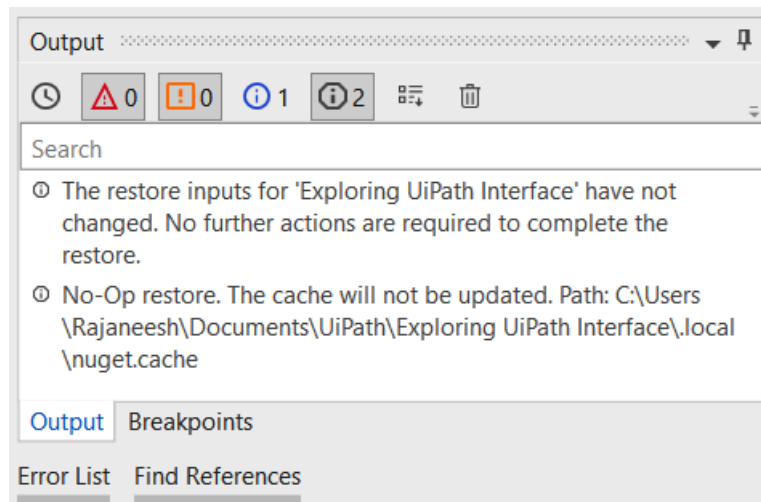 Output
0 0 1 2
Search
The restore inputs for 'Exploring UiPath Interface' have not
changed. No further actions are required to complete the
restore.
No-Op restore. The cache will not be updated. Path: C:\Users
\Rajaneesh\Documents\UiPath\Exploring UiPath Interface\.local
\nuget.cache
Output Breakpoints
Error List Find References